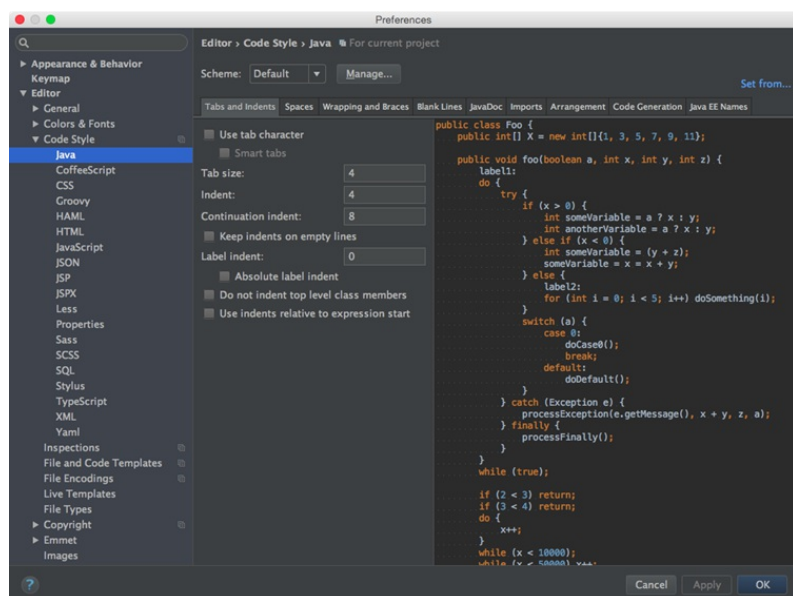 Preferences
Editor › Code Style › Java For current project
Scheme: Default Manage...
Set from...
Tabs and Indents Spaces Wrapping and Braces Blank Lines JavaDoc Imports Arrangement Code Generation Java EE Names
Appearance & Behavior
Keymap
Editor
General
Colors & Fonts
Code Style
Java
CoffeeScript
CSS
Groovy
HAML
HTML
JavaScript
JSON
JSP
JSPX
Less
Properties
Sass
SCSS
SQL
Stylus
TypeScript
XML
Yaml
Inspections
File and Code Templates
File Encodings
Live Templates
File Types
Copyright
Emmet
Images
Use tab character
Smart tabs
Tab size: 4
Indent: 4
Continuation indent: 8
Keep indents on empty lines
Label indent: 0
Absolute label indent
Do not indent top level class members
Use indents relative to expression start
public class Foo {
public int[] X = new int[]{1, 3, 5, 7, 9, 11};
public void foo(boolean a, int x, int y, int z) {
label1:
do {
try {
if (x > 0) {
int someVariable = a ? x : y;
int anotherVariable = a ? x : y;
} else if (x < 0) {
int someVariable = (y + z);
someVariable = x = x + y;
} else {
label2:
for (int i = 0; i < 5; i++) doSomething(i);
}
switch (a) {
case 0:
doCase0();
break;
default:
doDefault();
}
} catch (Exception e) {
processException(e.getMessage(), x + y, z, a);
} finally {
processFinally();
}
}
while (true);
if (2 < 3) return;
if (3 < 4) return;
do {
x++;
}
while (x < 10000);
while (x < 50000) x++;
? Cancel Apply OK